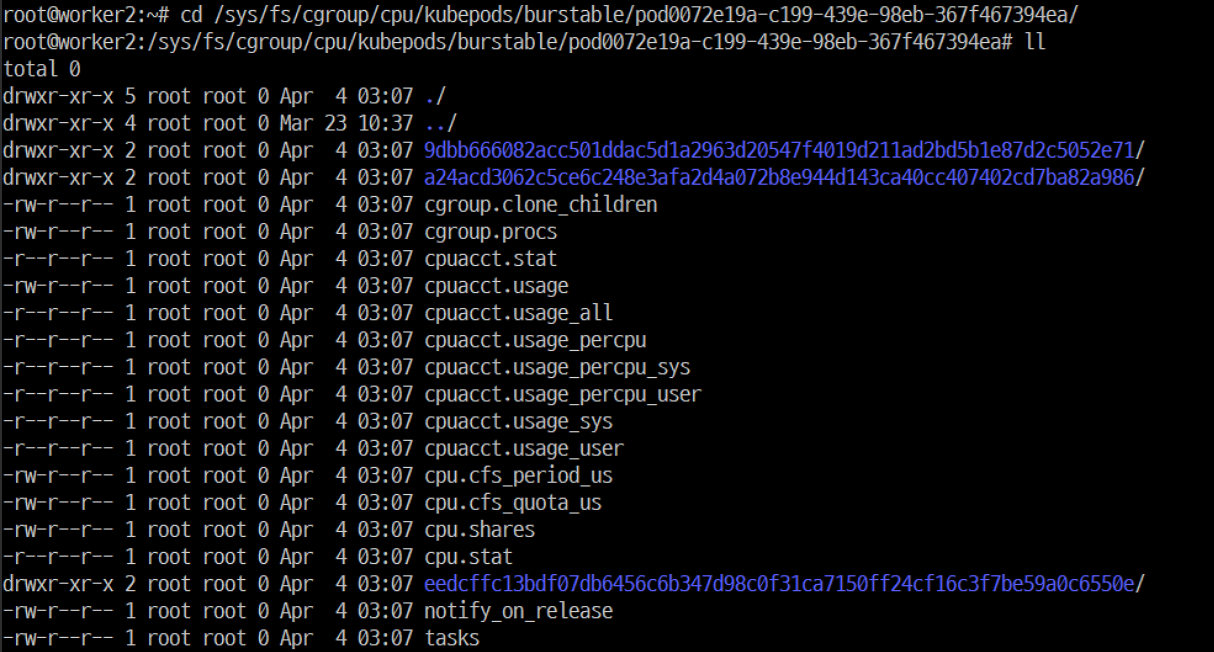 root@worker2:~# cd /sys/fs/cgroup/cpu/kubepods/burstable/pod0072e19a-c199-439e-98eb-367f467394ea/
root@worker2:/sys/fs/cgroup/cpu/kubepods/burstable/pod0072e19a-c199-439e-98eb-367f467394ea# ll
total 0
drwxr-xr-x 5 root root 0 Apr  4 03:07 ./
drwxr-xr-x 4 root root 0 Mar 23 10:37 ../
drwxr-xr-x 2 root root 0 Apr  4 03:07 9dbb666082acc501ddac5d1a2963d20547f4019d211ad2bd5b1e87d2c5052e71/
drwxr-xr-x 2 root root 0 Apr  4 03:07 a24acd3062c5ce6c248e3afa2d4a072b8e944d143ca40cc407402cd7ba82a986/
-rw-r--r-- 1 root root 0 Apr  4 03:07 cgroup.clone_children
-rw-r--r-- 1 root root 0 Apr  4 03:07 cgroup.procs
-r--r--r-- 1 root root 0 Apr  4 03:07 cpuacct.stat
-rw-r--r-- 1 root root 0 Apr  4 03:07 cpuacct.usage
-r--r--r-- 1 root root 0 Apr  4 03:07 cpuacct.usage_all
-r--r--r-- 1 root root 0 Apr  4 03:07 cpuacct.usage_percpu
-r--r--r-- 1 root root 0 Apr  4 03:07 cpuacct.usage_percpu_sys
-r--r--r-- 1 root root 0 Apr  4 03:07 cpuacct.usage_percpu_user
-r--r--r-- 1 root root 0 Apr  4 03:07 cpuacct.usage_sys
-r--r--r-- 1 root root 0 Apr  4 03:07 cpuacct.usage_user
-rw-r--r-- 1 root root 0 Apr  4 03:07 cpu.cfs_period_us
-rw-r--r-- 1 root root 0 Apr  4 03:07 cpu.cfs_quota_us
-rw-r--r-- 1 root root 0 Apr  4 03:07 cpu.shares
-r--r--r-- 1 root root 0 Apr  4 03:07 cpu.stat
drwxr-xr-x 2 root root 0 Apr  4 03:07 eedcffc13bdf07db6456c6b347d98c0f31ca7150ff24cf16c3f7be59a0c6550e/
-rw-r--r-- 1 root root 0 Apr  4 03:07 notify_on_release
-rw-r--r-- 1 root root 0 Apr  4 03:07 tasks